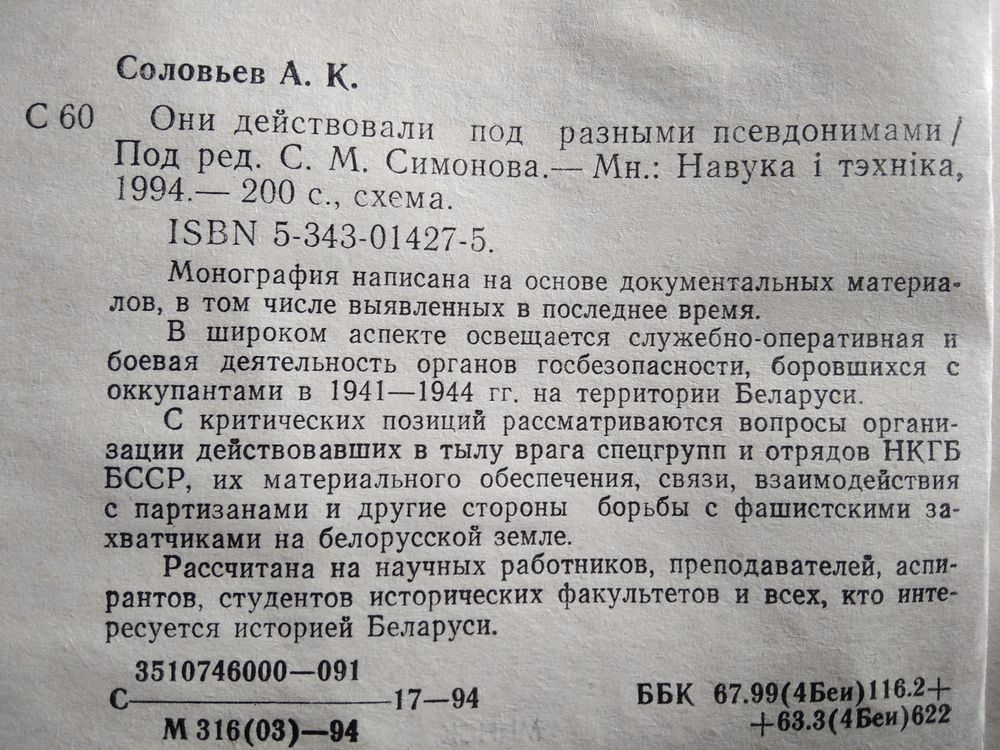 Соловьев А. К.
С 60 Они действовали под разными псевдонимами /
Под ред. С. М. Симонова.— Мн.: Навука і тэхніка,
1994.— 200 с., схема.
ISBN 5-343-01427-5.
Монография написана на основе документальных материа-
лов, в том числе выявленных в последнее время.
В широком аспекте освещается служебно-оперативная и
боевая деятельность органов госбезопасности, боровшихся с
оккупантами в 1941—1944 гг. на территории Беларуси.
С критических позиций рассматриваются вопросы органи-
зации действовавших в тылу врага спецгрупп и отрядов НКГБ
БССР, их материального обеспечения, связи, взаимодействия
с партизанами и другие стороны борьбы с фашистскими за-
хватчиками на белорусской земле.
Рассчитана на научных работников, преподавателей, аспи-
рантов, студентов исторических факультетов и всех, кто инте-
ресуется историей Беларуси.
3510746000—091
С———17—94
М 316(03)—94
ББК 67.99(4Беи)116.2+
+63.3(4Беи)622